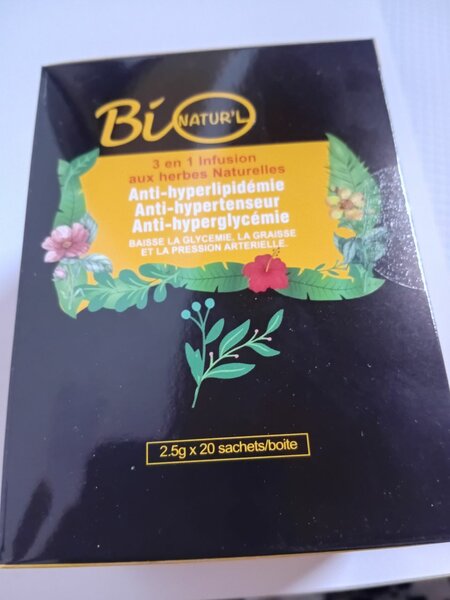 Bio NATUR'L
3 en 1 Infusion
aux herbes Naturelles
Anti-hyperlipidémie
Anti-hypertenseur
Anti-hyperglycémie
BAISSE LA GLYCEMIE, LA GRAISSE
ET LA PRESSION ARTERIELLE.
2.5g x 20 sachets/boite